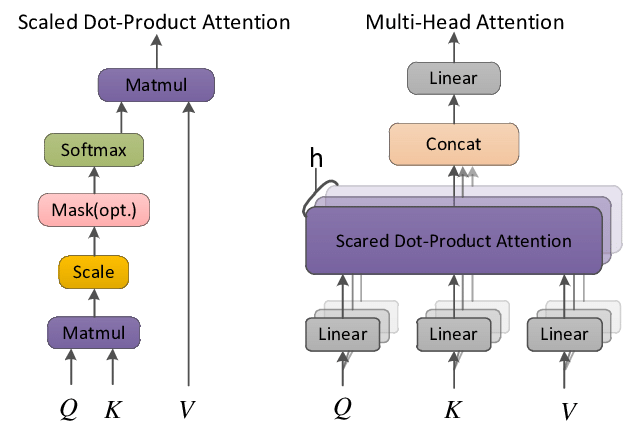 Scaled Dot-Product Attention
Matmul
Softmax
Mask(opt.)
Scale
Matmul
Q K V
Multi-Head Attention
Linear
Concat
h
Scared Dot-Product Attention
Linear Linear Linear
Q K V